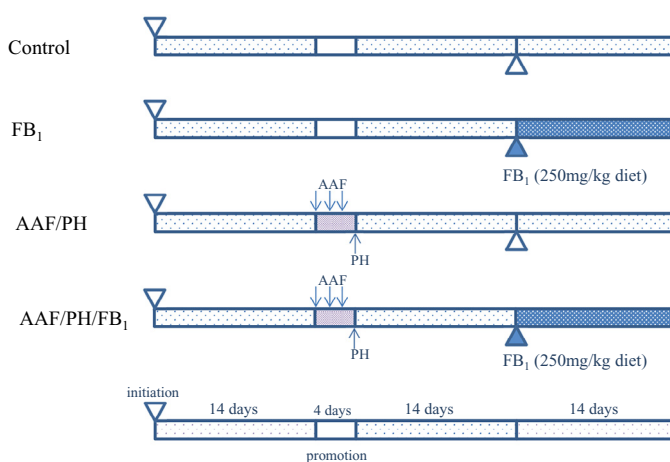 Control
FB₁
FB₁ (250mg/kg diet)
AAF
AAF/PH
PH
AAF
AAF/PH/FB₁
PH
FB₁ (250mg/kg diet)
initiation
14 days 4 days 14 days 14 days
promotion